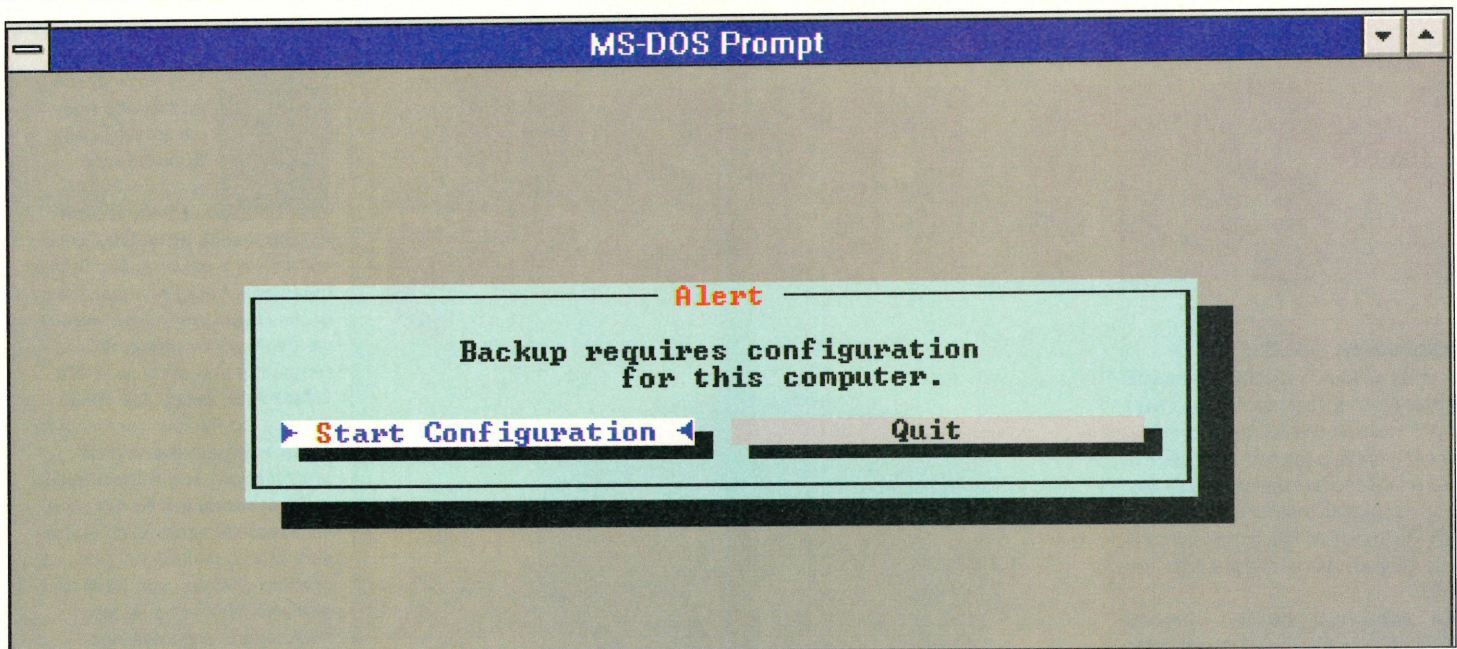 MS-DOS Prompt
Alert
Backup requires configuration
for this computer.
Start Configuration
Quit